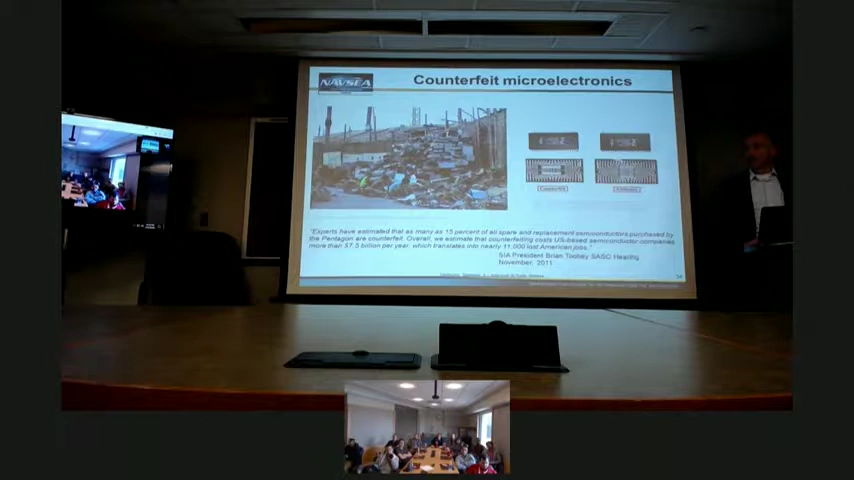 NAVSEA
Counterfeit microelectronics
"Experts have estimated that as many as 15 percent of all spare and replacement semiconductors purchased by
the Pentagon are counterfeit. Overall, we estimate that counterfeiting costs US-based semiconductor companies
more than $7.5 billion per year, which translates into nearly 11,000 lost American jobs."
SIA President Brian Toohey SASC Hearing
November, 2011